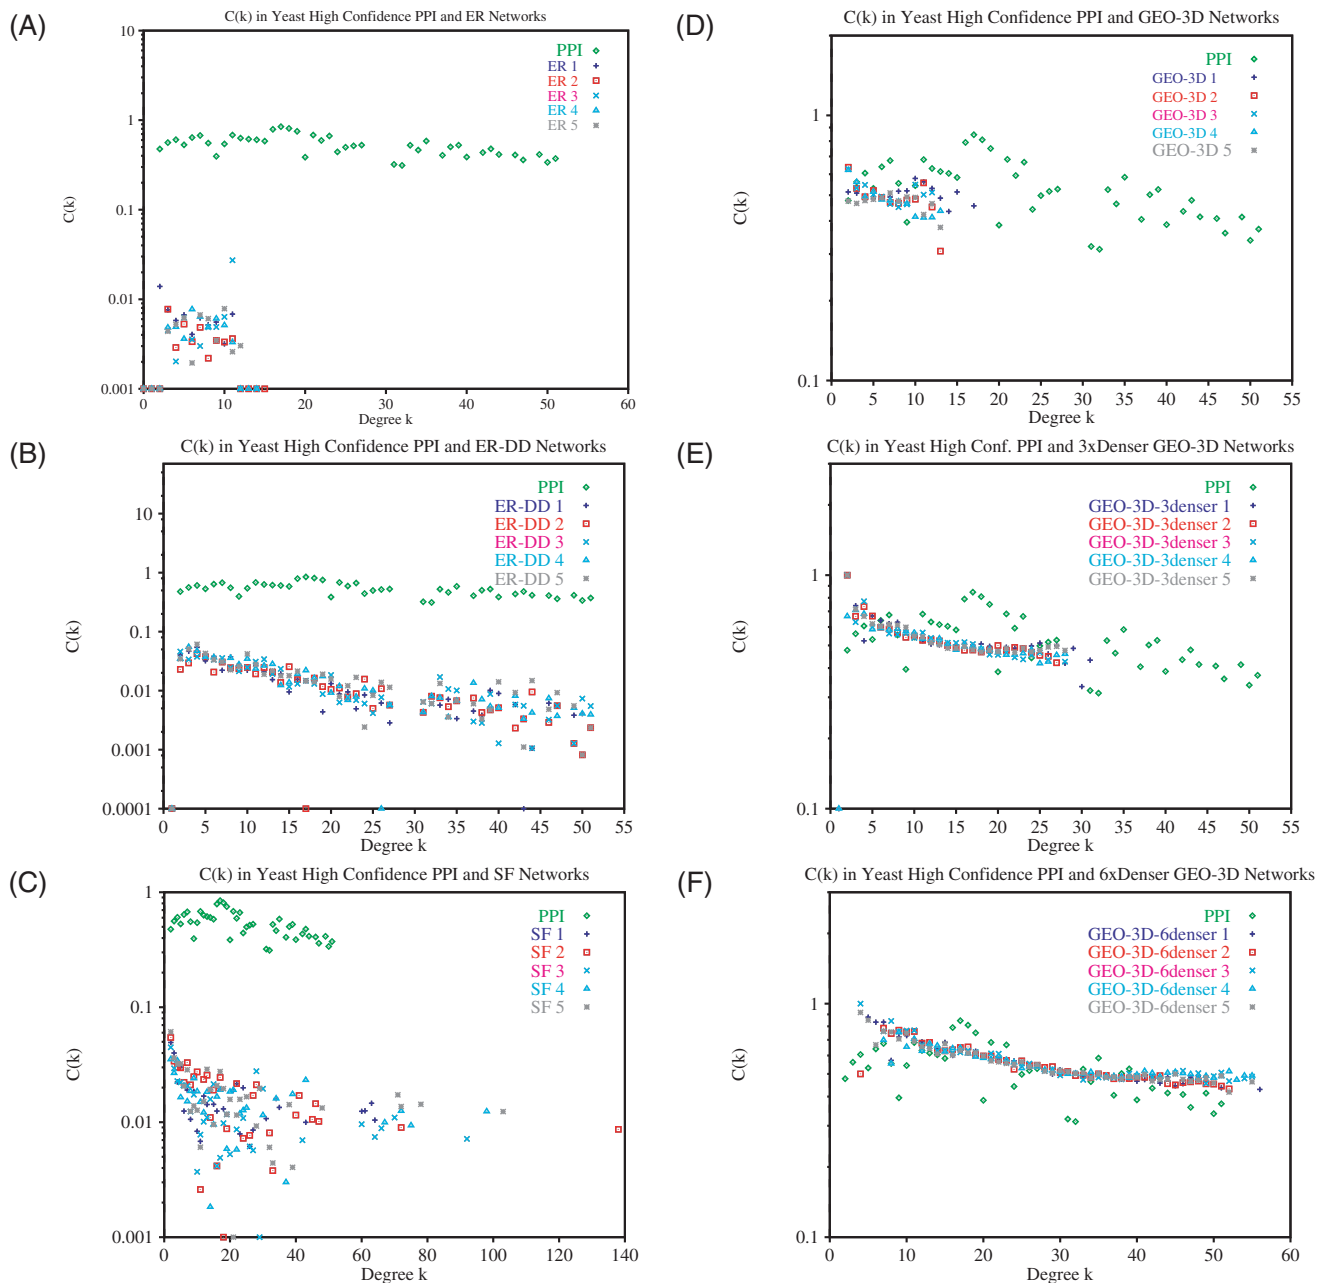 (A)
C(k) in Yeast High Confidence PPI and ER Networks
10
1
0.1
0.01
0.001
C(k)
PPI
ER 1
ER 2
ER 3
ER 4
ER 5
0 10 20 30 40 50 60
Degree k
(B)
C(k) in Yeast High Confidence PPI and ER-DD Networks
10
1
0.1
0.01
0.001
0.0001
C(k)
PPI
ER-DD 1
ER-DD 2
ER-DD 3
ER-DD 4
ER-DD 5
0 5 10 15 20 25 30 35 40 45 50 55
Degree k
(C)
C(k) in Yeast High Confidence PPI and SF Networks
1
0.1
0.01
0.001
C(k)
PPI
SF 1
SF 2
SF 3
SF 4
SF 5
0 20 40 60 80 100 120 140
Degree k
(D)
C(k) in Yeast High Confidence PPI and GEO-3D Networks
1
0.1
C(k)
PPI
GEO-3D 1
GEO-3D 2
GEO-3D 3
GEO-3D 4
GEO-3D 5
0 5 10 15 20 25 30 35 40 45 50 55
Degree k
(E)
C(k) in Yeast High Conf. PPI and 3xDenser GEO-3D Networks
1
0.1
C(k)
PPI
GEO-3D-3denser 1
GEO-3D-3denser 2
GEO-3D-3denser 3
GEO-3D-3denser 4
GEO-3D-3denser 5
0 5 10 15 20 25 30 35 40 45 50 55
Degree k
(F)
C(k) in Yeast High Confidence PPI and 6xDenser GEO-3D Networks
1
0.1
C(k)
PPI
GEO-3D-6denser 1
GEO-3D-6denser 2
GEO-3D-6denser 3
GEO-3D-6denser 4
GEO-3D-6denser 5
0 10 20 30 40 50 60
Degree k